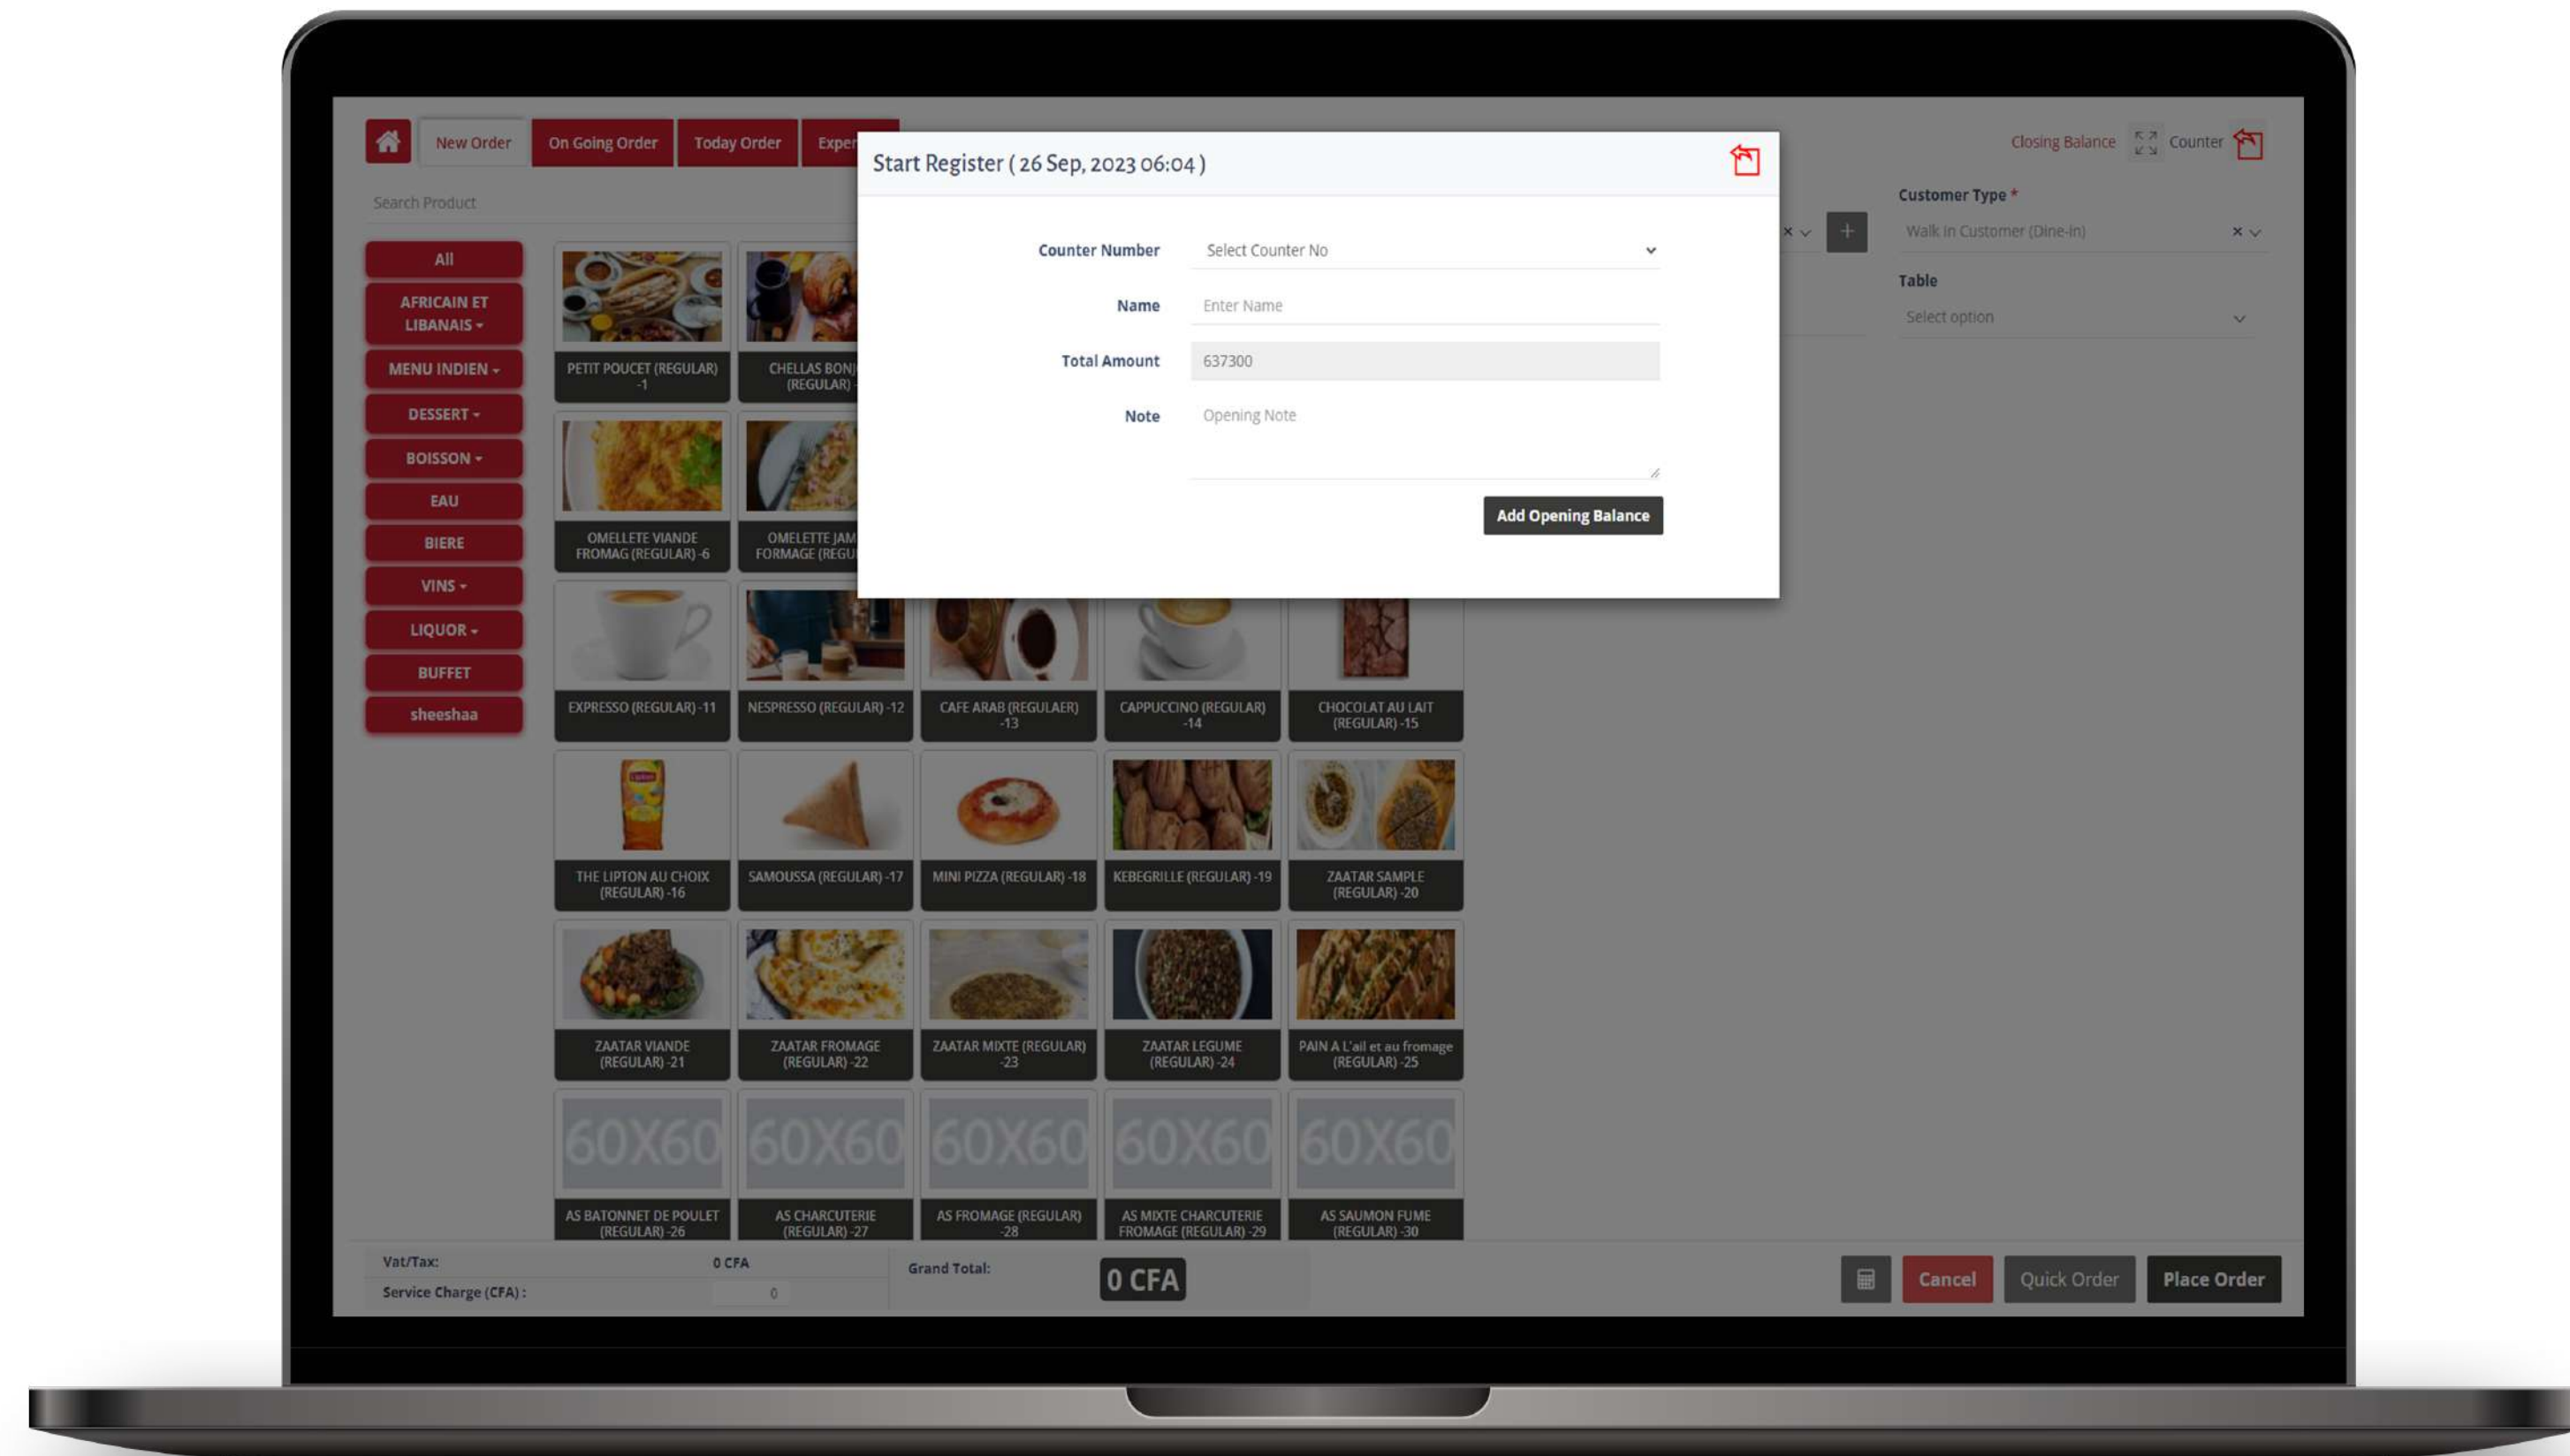 New Order
On Going Order
Today Order
Closing Balance
Counter
Start Register ( 26 Sep, 2023 06:04 )
Search Product
Customer Type *
Walk In Customer (Dine-in)
Table
Select option
Counter Number
Select Counter No
Name
Enter Name
Total Amount
637300
Note
Opening Note
Add Opening Balance
All
AFRICAIN ET
LIBANAIS
MENU INDIEN
DESSERT
BOISSON
EAU
BIERE
VINS
LIQUOR
BUFFET
sheeshaa
PETIT POUCET (REGULAR)
-1
CHELLAS
(REGULAR)
OMELLETE VIANDE
FROMAG (REGULAR) -6
OMELETTE
FORMAGE
EXPRESSO (REGULAR) -11
NESPRESSO (REGULAR) -12
CAFE ARAB (REGULAER)
-13
CAPPUCCINO (REGULAR)
-14
CHOCOLAT AU LAIT
(REGULAR) -15
Lipton
THE LIPTON AU CHOIX
(REGULAR) -16
SAMOUSSA (REGULAR) -17
MINI PIZZA (REGULAR) -18
KEBEGRILLE (REGULAR) -19
ZAATAR SAMPLE
(REGULAR) -20
ZAATAR VIANDE
(REGULAR) -21
ZAATAR FROMAGE
(REGULAR) -22
ZAATAR MIXTE (REGULAR)
-23
ZAATAR LEGUME
(REGULAR) -24
PAIN A L'ail et au fromage
(REGULAR) -25
60X60
60X60
60X60
60X60
60X60
AS BATONNET DE POULET
(REGULAR) -26
AS CHARCUTERIE
(REGULAR) -27
AS FROMAGE (REGULAR)
-28
AS MIXTE CHARCUTERIE
FROMAGE (REGULAR) -29
AS SAUMON FUME
(REGULAR) -30
Vat/Tax:
0 CFA
Service Charge (CFA) :
0
Grand Total:
0 CFA
Cancel
Quick Order
Place Order